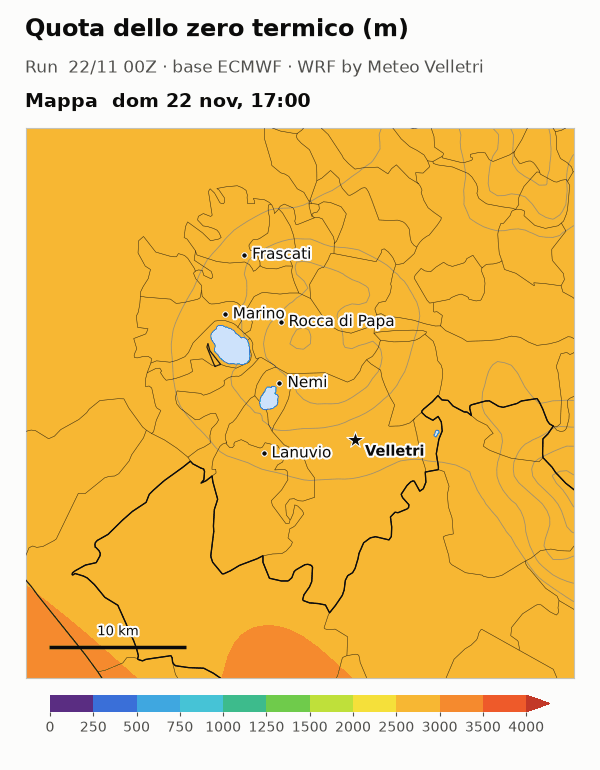 Quota dello zero termico (m)
Run  22/11 00Z · base ECMWF · WRF by Meteo Velletri
Mappa  dom 22 nov, 17:00
Frascati
Marino
Rocca di Papa
Nemi
Velletri
Lanuvio
10 km
0 250 500 750 1000 1250 1500 2000 2500 3000 3500 4000